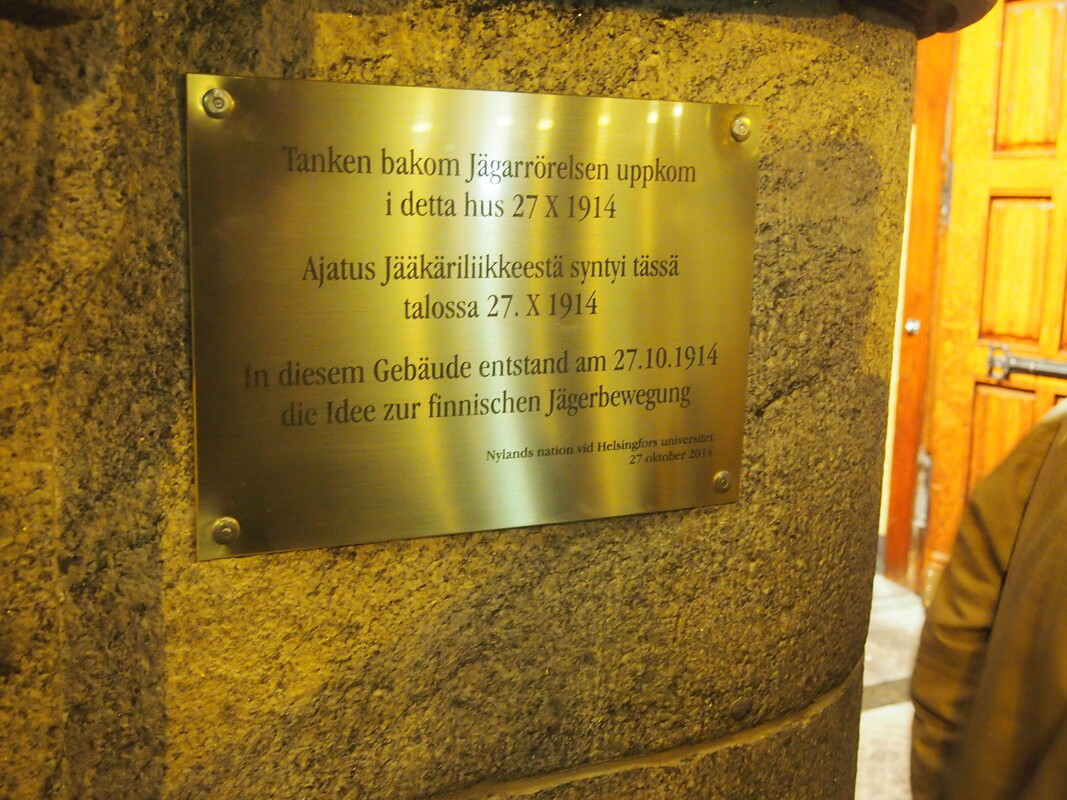 Tanken bakom Jägarrörelsen uppkom
i detta hus 27 X 1914
Ajatus Jääkäriliikkeestä syntyi tässä
talossa 27. X 1914
In diesem Gebäude entstand am 27.10.1914
die Idee zur finnischen Jägerbewegung
Nylands nation vid Helsingfors universitet
27 oktober 2014